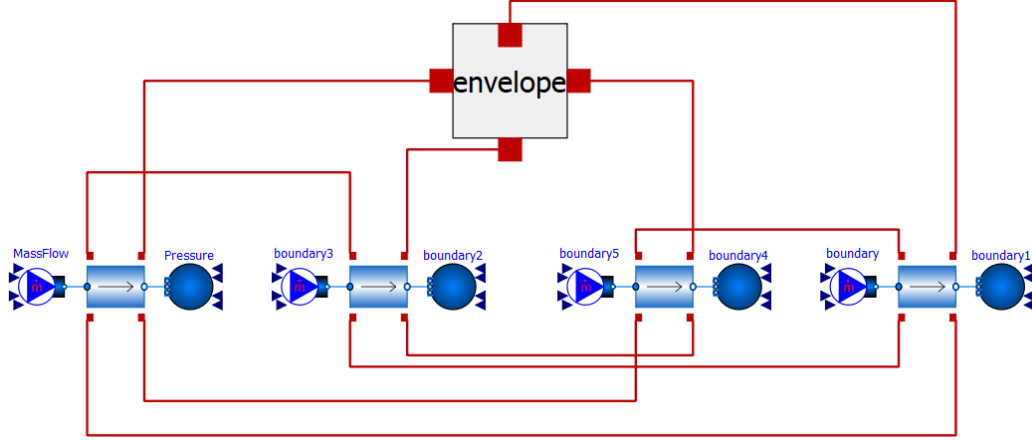 envelope
MassFlow
Pressure
boundary3
boundary2
boundary5
boundary4
boundary
boundary1
ṁ
ṁ
ṁ
ṁ